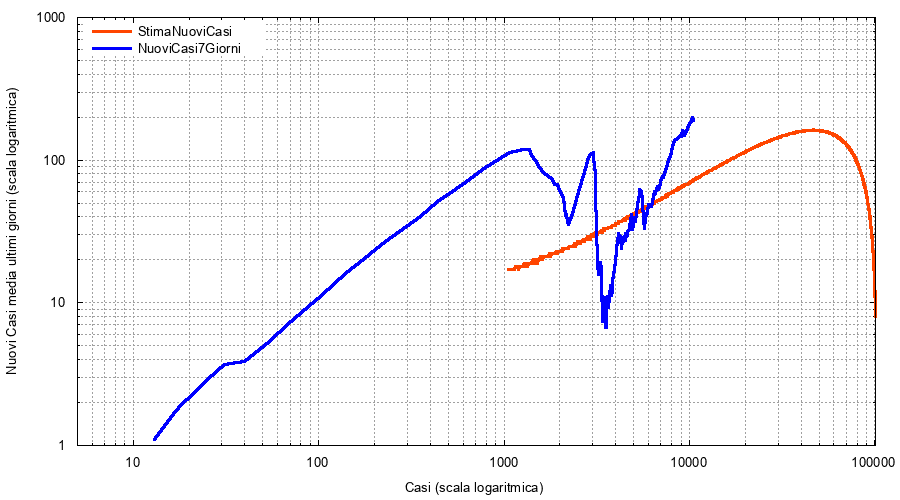 1000
100
10
1
Nuovi Casi media ultimi giorni (scala logaritmica)
StimaNuoviCasi
NuoviCasi7Giorni
10
100
1000
10000
100000
Casi (scala logaritmica)